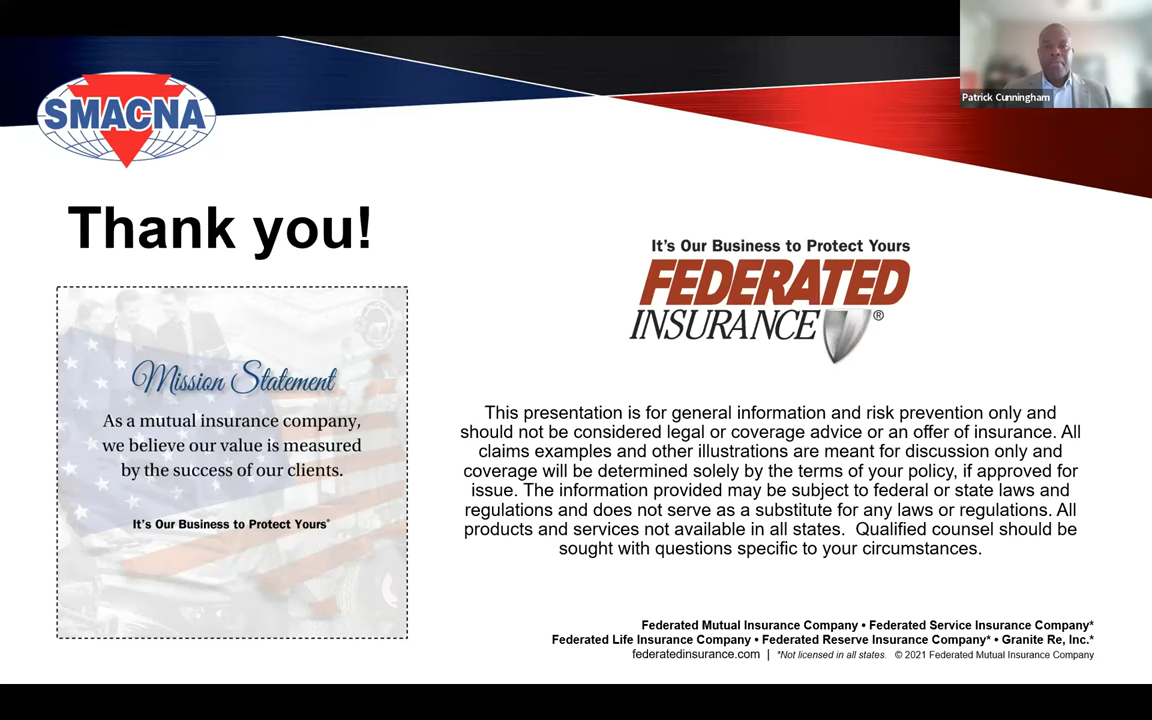 SMACNA
Patrick Cunningham
Thank you!
Mission Statement
As a mutual insurance company,
we believe our value is measured
by the success of our clients.
It's Our Business to Protect Yours*
It's Our Business to Protect Yours
FEDERATED
INSURANCE®
This presentation is for general information and risk prevention only and
should not be considered legal or coverage advice or an offer of insurance. All
claims examples and other illustrations are meant for discussion only and
coverage will be determined solely by the terms of your policy, if approved for
issue. The information provided may be subject to federal or state laws and
regulations and does not serve as a substitute for any laws or regulations. All
products and services not available in all states.  Qualified counsel should be
sought with questions specific to your circumstances.
Federated Mutual Insurance Company • Federated Service Insurance Company*
Federated Life Insurance Company • Federated Reserve Insurance Company* • Granite Re, Inc.*
federatedinsurance.com | *Not licensed in all states. © 2021 Federated Mutual Insurance Company